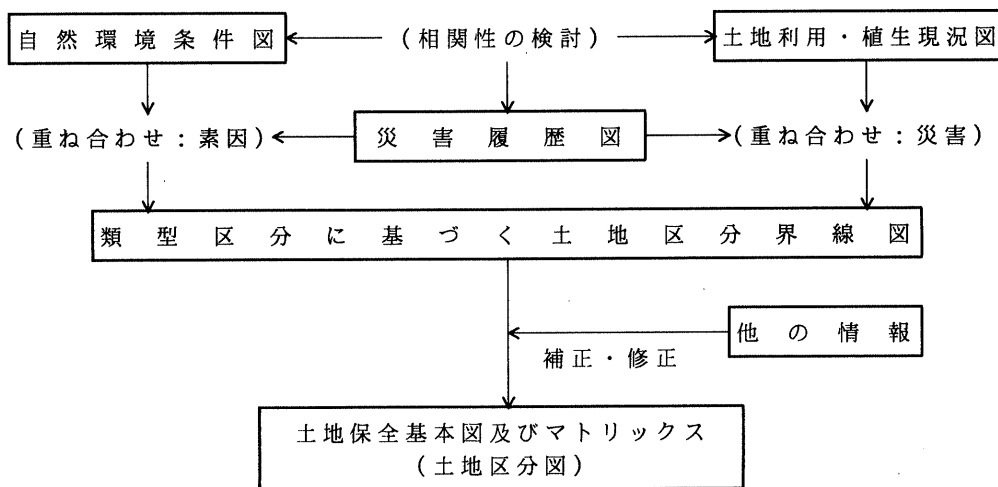 自然環境条件図
(相関性の検討)
土地利用・植生現況図
(重ね合わせ:素因)
災害履歴図
(重ね合わせ:災害)
類型区分に基づく土地区分界線図
他の情報
補正・修正
土地保全基本図及びマトリックス
(土地区分図)